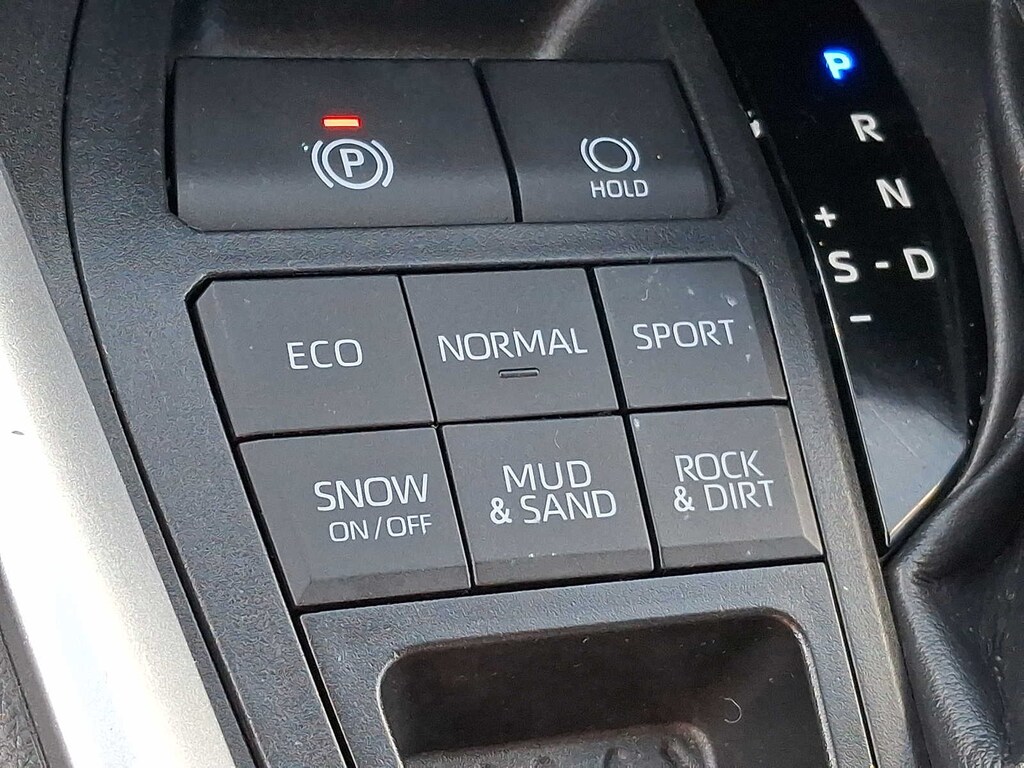 P
P
HOLD
R
N
+
S - D
–
ECO
NORMAL
SPORT
SNOW
ON / OFF
MUD
& SAND
ROCK
& DIRT